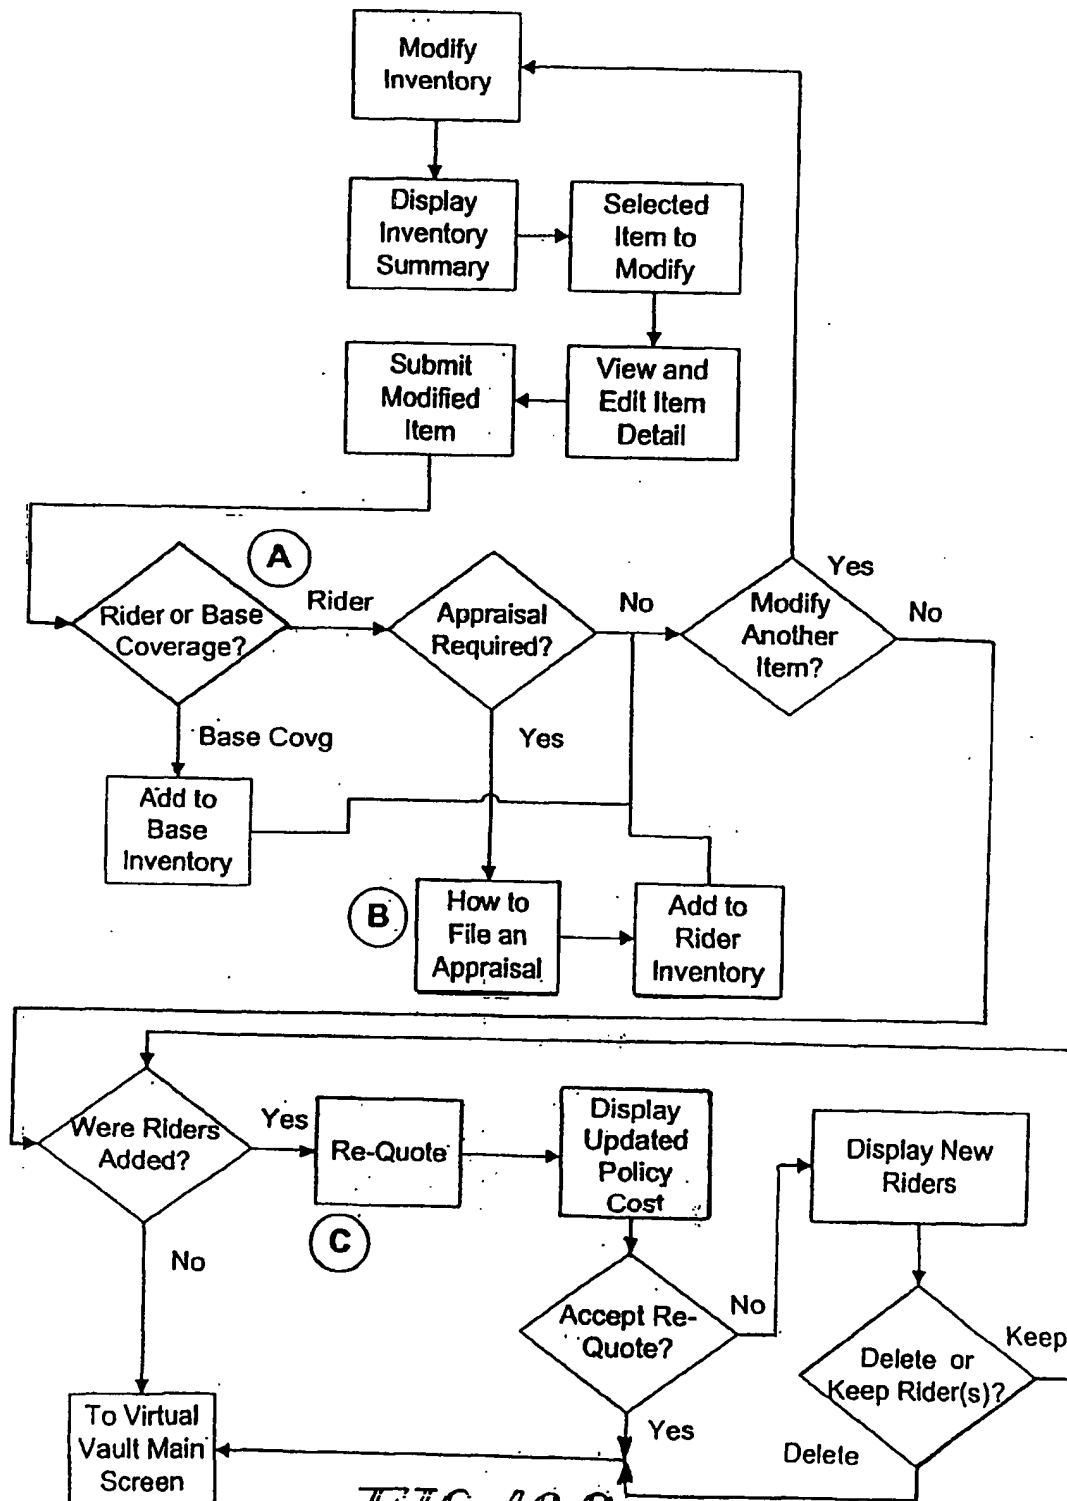 Modify
Inventory
Display
Inventory
Summary
Selected
Item to
Modify
Submit
Modified
Item
View and
Edit Item
Detail
A
Rider or Base
Coverage?
Rider
Appraisal
Required?
No
Modify
Another
Item?
Yes
No
Base Covg
Yes
Add to
Base
Inventory
B
How to
File an
Appraisal
Add to
Rider
Inventory
Were Riders
Added?
Yes
Re-Quote
C
Display
Updated
Policy
Cost
Display New
Riders
No
Accept Re-
Quote?
No
Delete or
Keep Rider(s)?
Keep
Yes
Delete
To Virtual
Vault Main
Screen